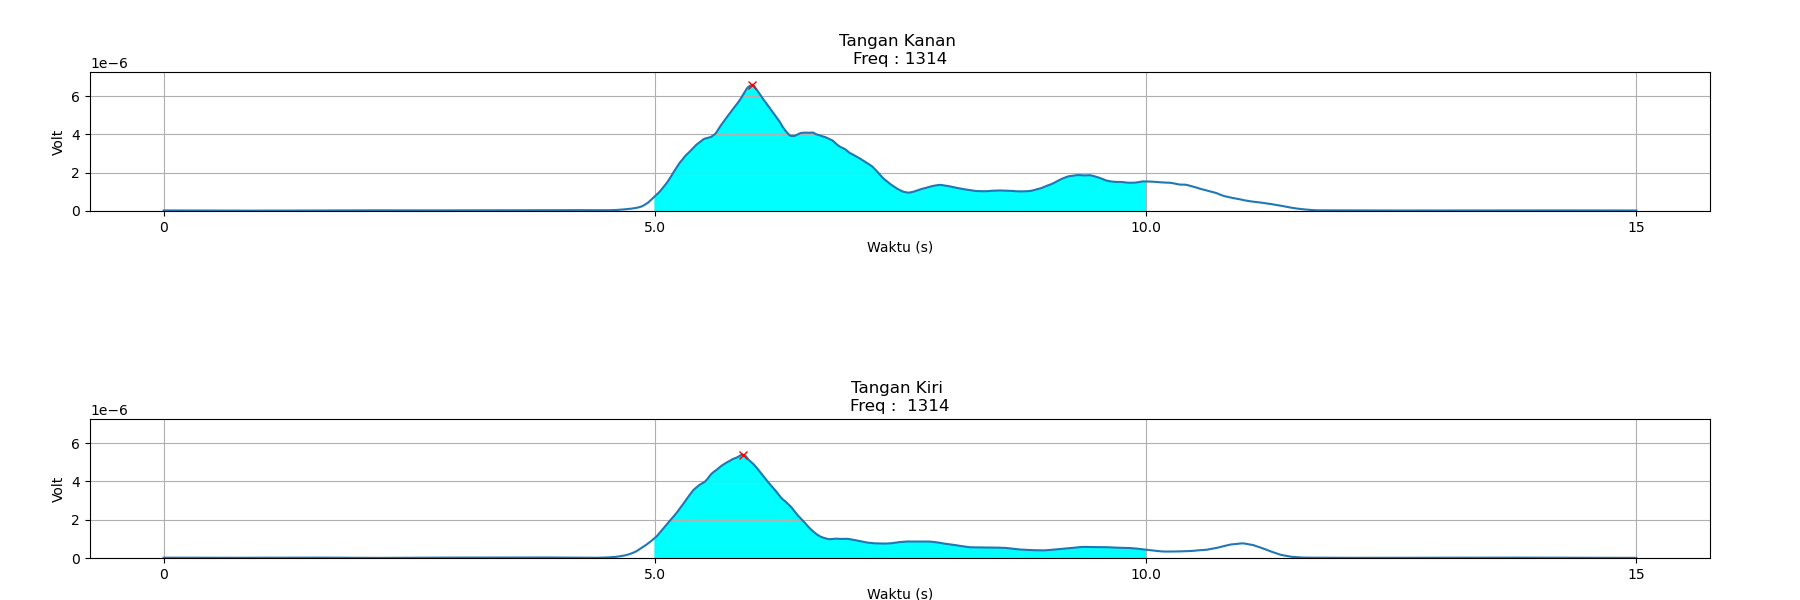 Tangan Kanan
Freq : 1314
1e−6
6
4
2
0
Volt
0 5.0 10.0 15
Waktu (s)
Tangan Kiri
Freq :  1314
1e−6
6
4
2
0
Volt
0 5.0 10.0 15
Waktu (s)